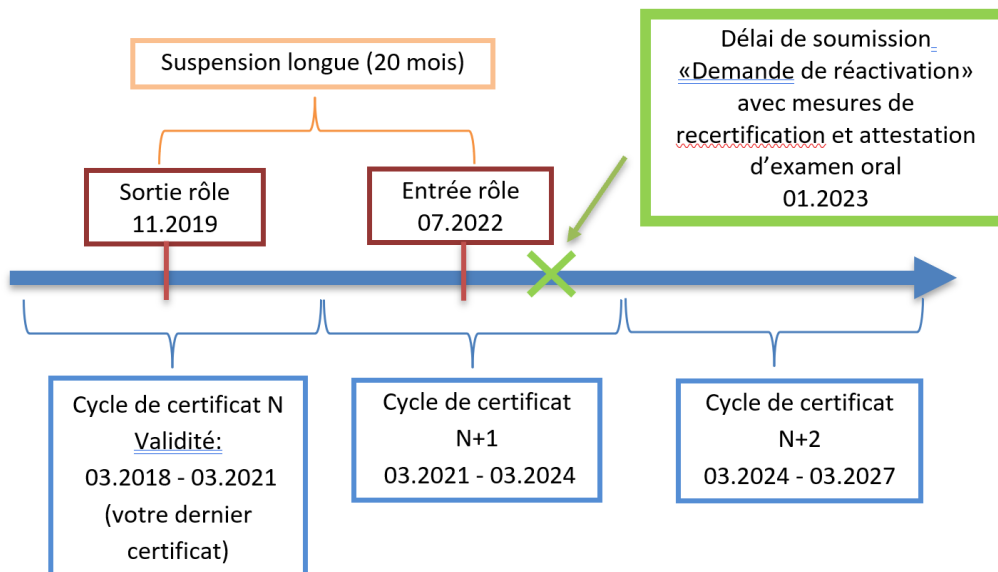 Suspension longue (20 mois)
Délai de soumission
«Demande de réactivation»
avec mesures de
recertification et attestation
d'examen oral
01.2023
Sortie rôle
11.2019
Entrée rôle
07.2022
Cycle de certificat N
Validité:
03.2018 - 03.2021
(votre dernier
certificat)
Cycle de certificat
N+1
03.2021 - 03.2024
Cycle de certificat
N+2
03.2024 - 03.2027